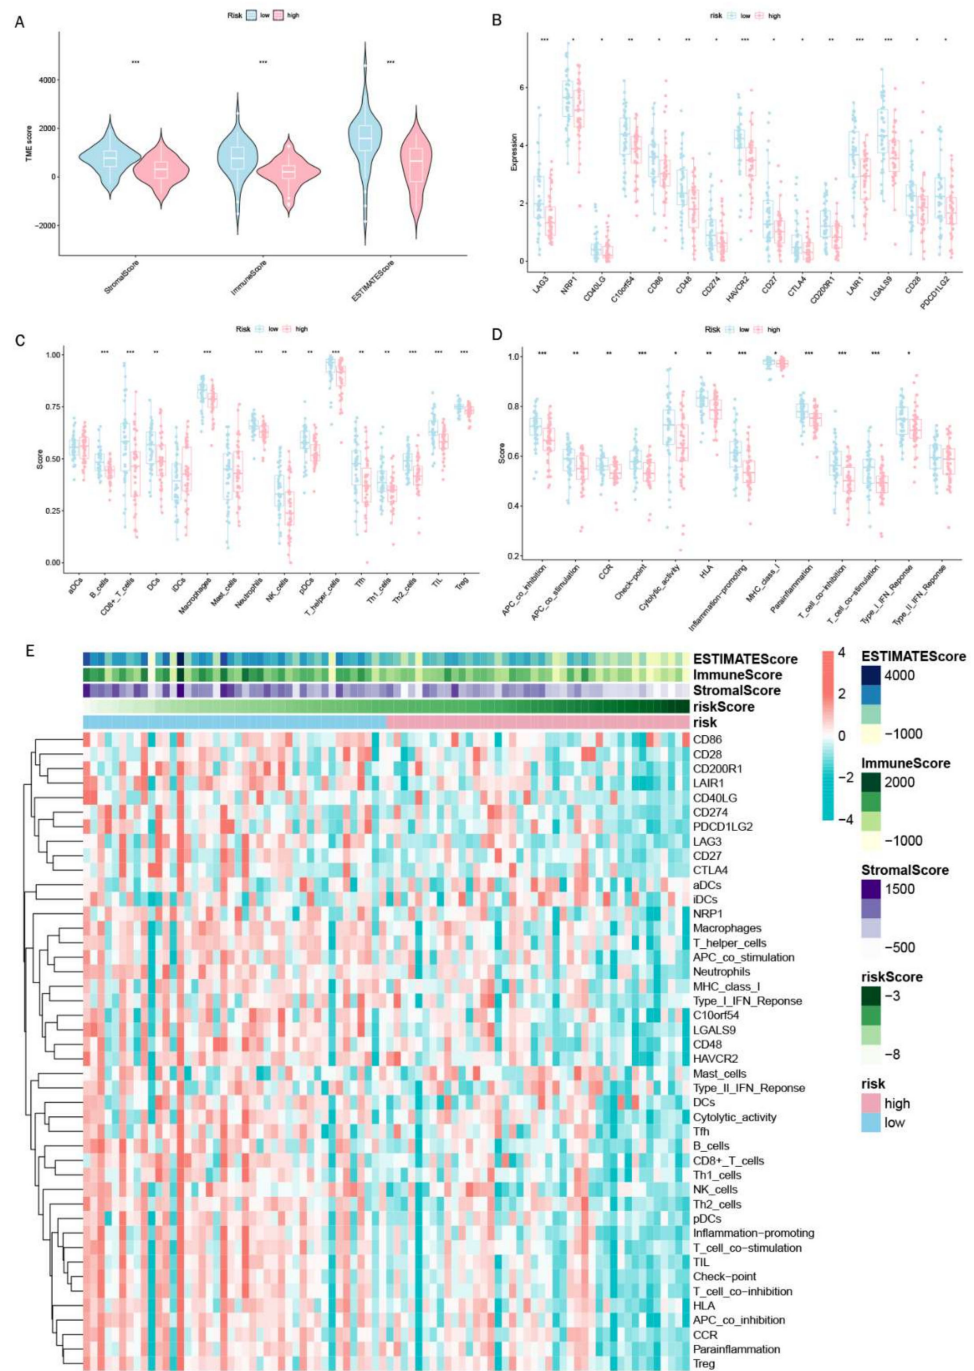 A
Risk low high
*** *** ***
4000
2000
0
−2000
TME score
StromalScore
ImmuneScore
ESTIMATEScore
B
risk low high
*** * * ** * ** * *** * * ** *** *** * *
6
4
2
0
Expression
LAG3
NRP1
CD40LG
C10orf54
CD86
CD48
CD274
HAVCR2
CD27
CTLA4
CD200R1
LAIR1
LGALS9
CD28
PDCD1LG2
C
Risk low high
*** *** ** *** *** ** ** *** ** ** *** *** ***
1.00
0.75
0.50
0.25
0.00
Score
aDCs
B_cells
CD8+_T_cells
DCs
iDCs
Macrophages
Mast_cells
Neutrophils
NK_cells
pDCs
T_helper_cells
Tfh
Th1_cells
Th2_cells
TIL
Treg
D
Risk low high
*** ** ** *** * ** *** * *** *** *** *
1.0
0.8
0.6
0.4
0.2
Score
APC_co_inhibition
APC_co_stimulation
CCR
Check−point
Cytolytic_activity
HLA
Inflammation−promoting
MHC_class_I
Parainflammation
T_cell_co−inhibition
T_cell_co−stimulation
Type_I_IFN_Reponse
Type_II_IFN_Reponse
E
ESTIMATEScore
ImmuneScore
StromalScore
riskScore
risk
CD86
CD28
CD200R1
LAIR1
CD40LG
CD274
PDCD1LG2
LAG3
CD27
CTLA4
aDCs
iDCs
NRP1
Macrophages
T_helper_cells
APC_co_stimulation
Neutrophils
MHC_class_I
Type_I_IFN_Reponse
C10orf54
LGALS9
CD48
HAVCR2
Mast_cells
Type_II_IFN_Reponse
DCs
Cytolytic_activity
Tfh
B_cells
CD8+_T_cells
Th1_cells
NK_cells
Th2_cells
pDCs
Inflammation−promoting
T_cell_co−stimulation
TIL
Check−point
T_cell_co−inhibition
HLA
APC_co_inhibition
CCR
Parainflammation
Treg
4
2
0
−2
−4
ESTIMATEScore
4000
−1000
ImmuneScore
2000
−1000
StromalScore
1500
−500
riskScore
−3
−8
risk
high
low